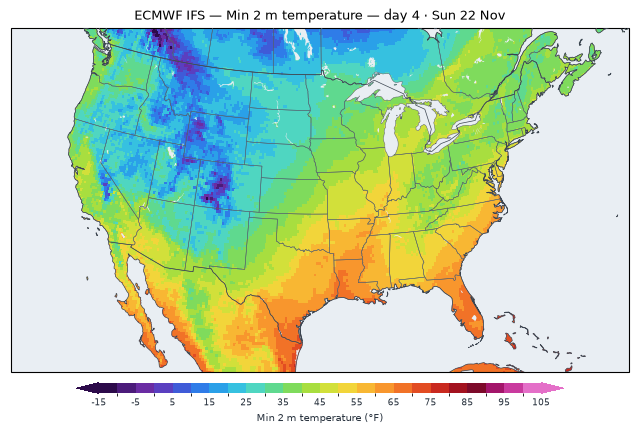 ECMWF IFS — Min 2 m temperature — day 4 · Sun 22 Nov
-15 -5 5 15 25 35 45 55 65 75 85 95 105
Min 2 m temperature (°F)